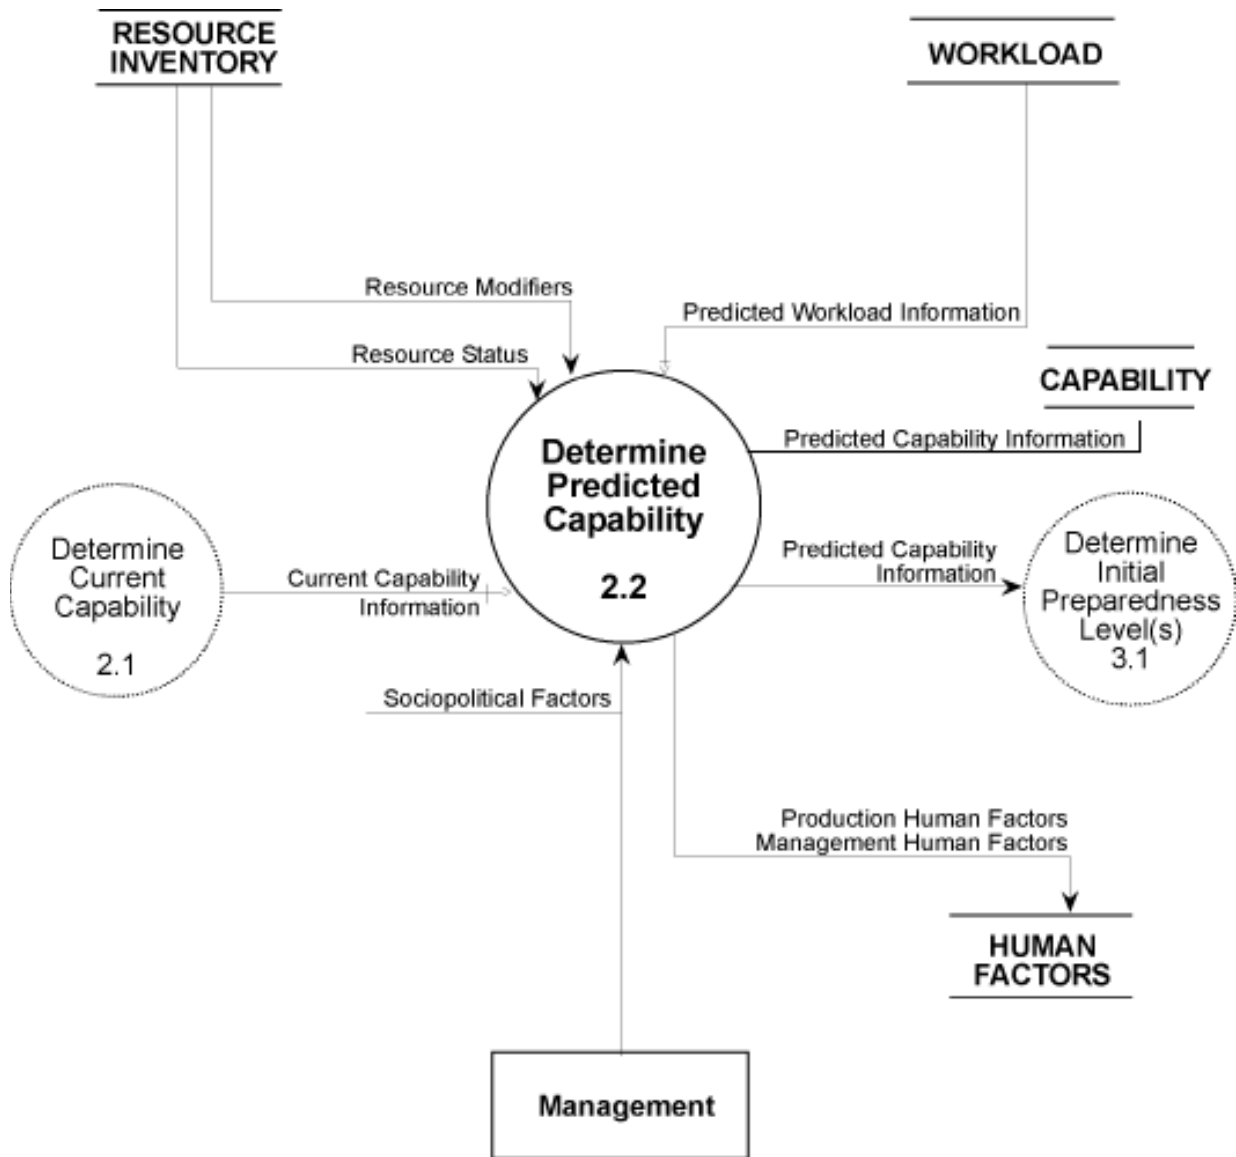 RESOURCE
INVENTORY
WORKLOAD
Resource Modifiers
Predicted Workload Information
Resource Status
CAPABILITY
Predicted Capability Information
Determine
Predicted
Capability
2.2
Determine
Current
Capability
2.1
Current Capability
Information
Predicted Capability
Information
Determine
Initial
Preparedness
Level(s)
3.1
Sociopolitical Factors
Production Human Factors
Management Human Factors
HUMAN
FACTORS
Management